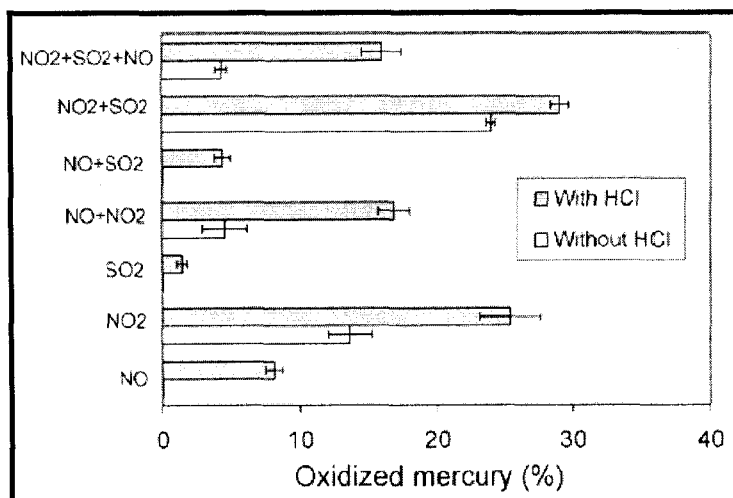 NO2+SO2+NO
NO2+SO2
NO+SO2
NO+NO2
SO2
NO2
NO
With HCl
Without HCl
0 10 20 30 40
Oxidized mercury (%)